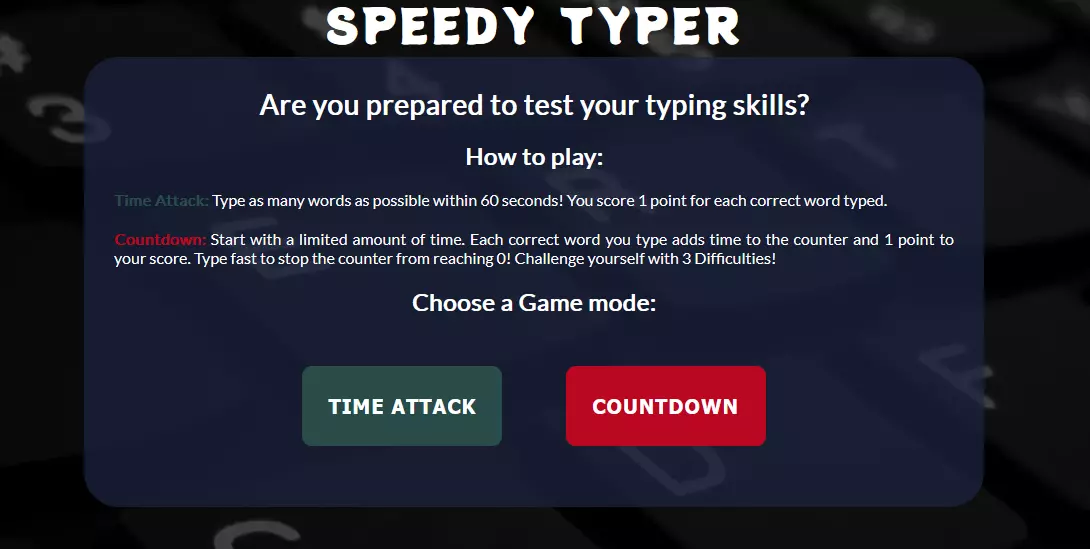 SPEEDY TYPER
Are you prepared to test your typing skills?
How to play:
Time Attack: Type as many words as possible within 60 seconds! You score 1 point for each correct word typed.
Countdown: Start with a limited amount of time. Each correct word you type adds time to the counter and 1 point to
your score. Type fast to stop the counter from reaching 0! Challenge yourself with 3 Difficulties!
Choose a Game mode:
TIME ATTACK
COUNTDOWN